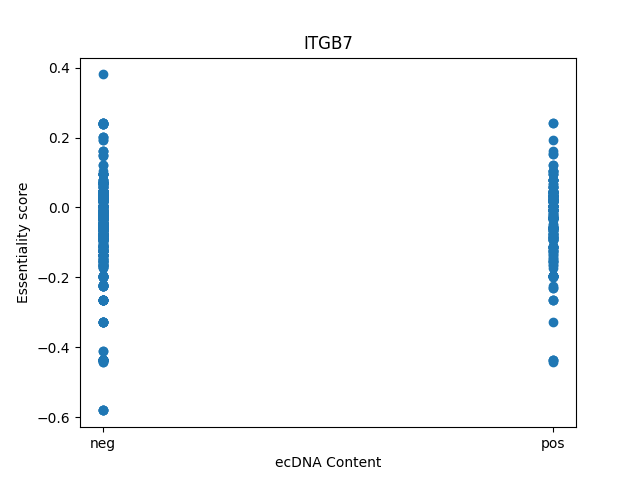 ITGB7
Essentiality score
0.4
0.2
0.0
−0.2
−0.4
−0.6
neg
pos
ecDNA Content